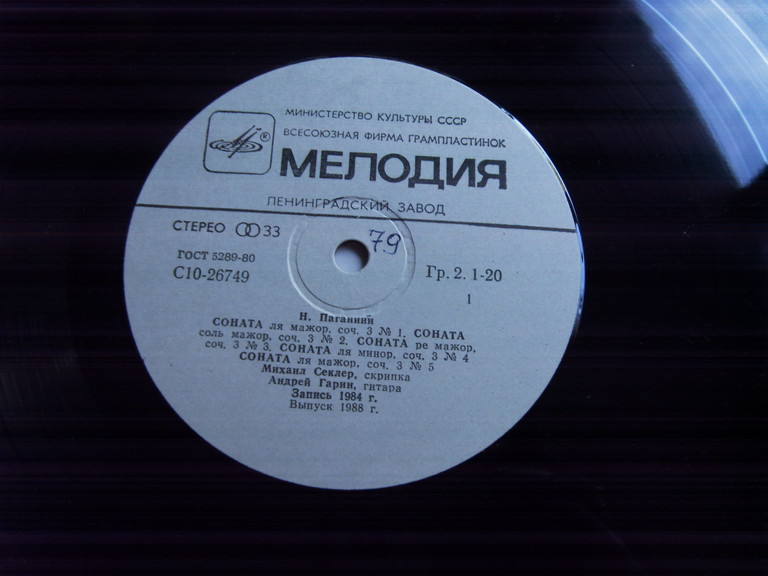 МИНИСТЕРСТВО КУЛЬТУРЫ СССР
ВСЕСОЮЗНАЯ ФИРМА ГРАМПЛАСТИНОК
®
МЕЛОДИЯ
ЛЕНИНГРАДСКИЙ ЗАВОД
СТЕРЕО 33
79
ГОСТ 5289-80
С10-26749
Гр. 2. 1-20
1
Н. Паганини
СОНАТА ля мажор, соч. 3 № 1. СОНАТА
соль мажор, соч. 3 № 2. СОНАТА ре мажор,
соч. 3 № 3. СОНАТА ля минор, соч. 3 № 4
СОНАТА ля мажор, соч. 3 № 5
Михаил Секлер, скрипка
Андрей Гарин, гитара
Запись 1984 г.
Выпуск 1988 г.